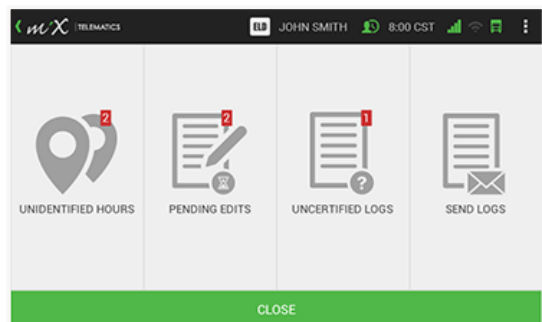 mix TELEMATICS ELD JOHN SMITH 8:00 CST
2 2 1
?
UNIDENTIFIED HOURS PENDING EDITS UNCERTIFIED LOGS SEND LOGS
CLOSE